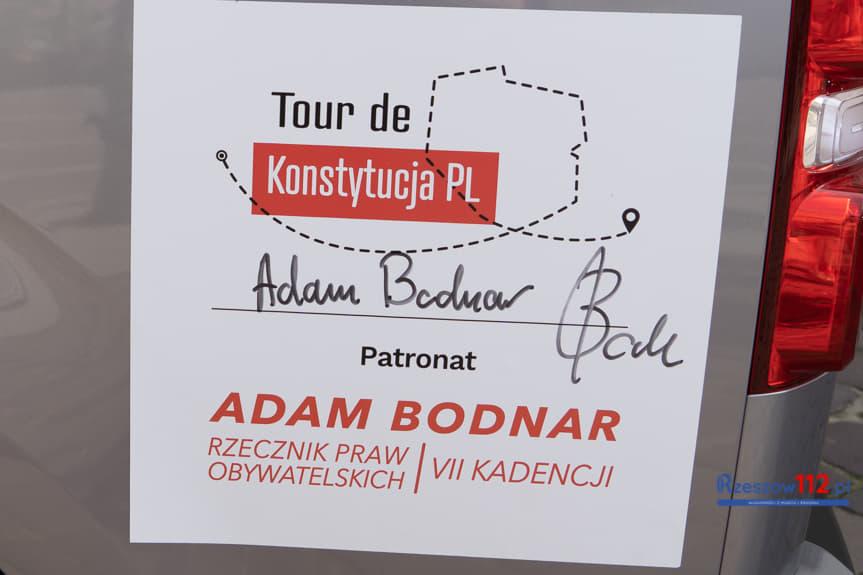 Tour de
Konstytucja PL
Adam Bodnar
Patronat
ADAM BODNAR
RZECZNIK PRAW
OBYWATELSKICH
VII KADENCJI
Rzeszow112.pl